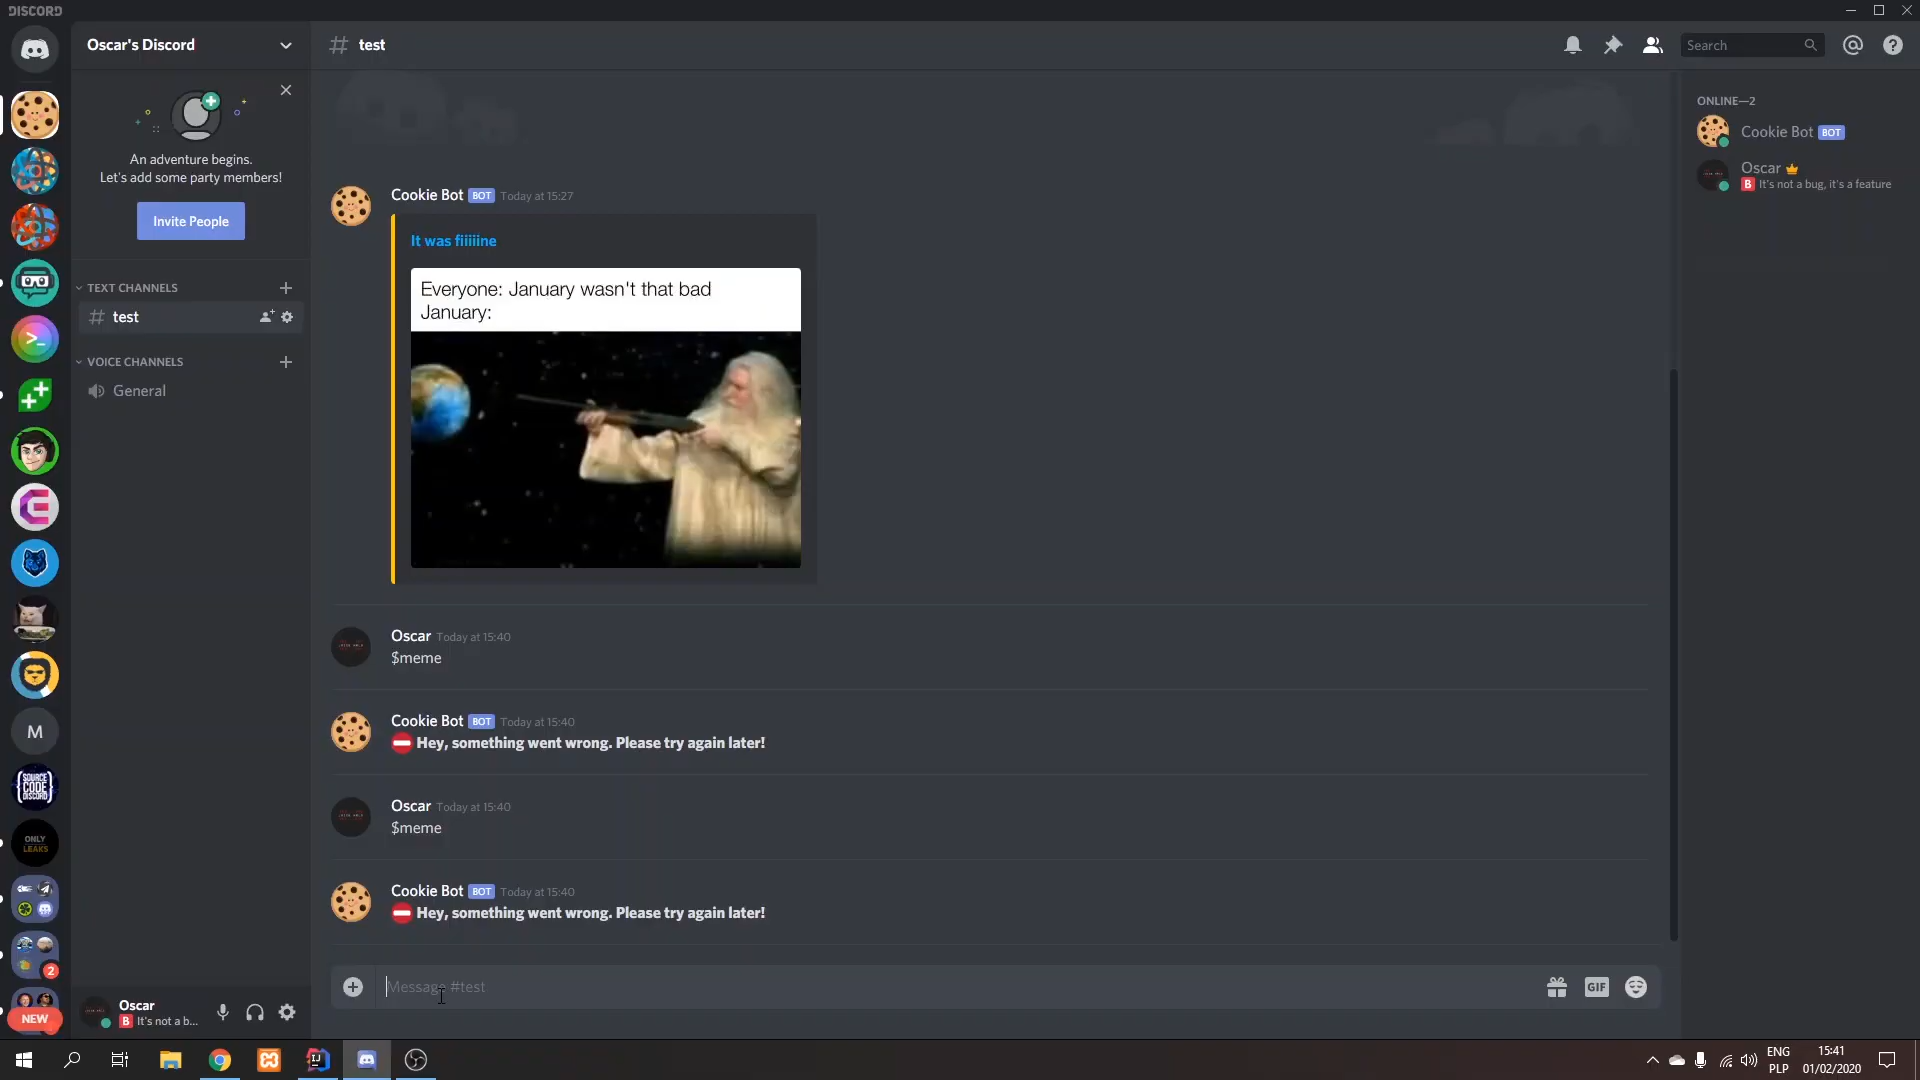 DISCORD
Oscar's Discord
test
Search
An adventure begins.
Let's add some party members!
Invite People
TEXT CHANNELS
test
VOICE CHANNELS
General
Cookie Bot BOT Today at 15:27
It was fiiiiine
Everyone: January wasn't that bad
January:
Oscar Today at 15:40
$meme
Cookie Bot BOT Today at 15:40
Hey, something went wrong. Please try again later!
Oscar Today at 15:40
$meme
Cookie Bot BOT Today at 15:40
Hey, something went wrong. Please try again later!
Message #test
GIF
ONLINE—2
Cookie Bot BOT
Oscar
B It's not a bug, it's a feature
M
SOURCE
CODE
DISCORD
ONLY
LEAKS
2
NEW
Oscar
B It's not a b...
ENG
PLP
15:41
01/02/2020